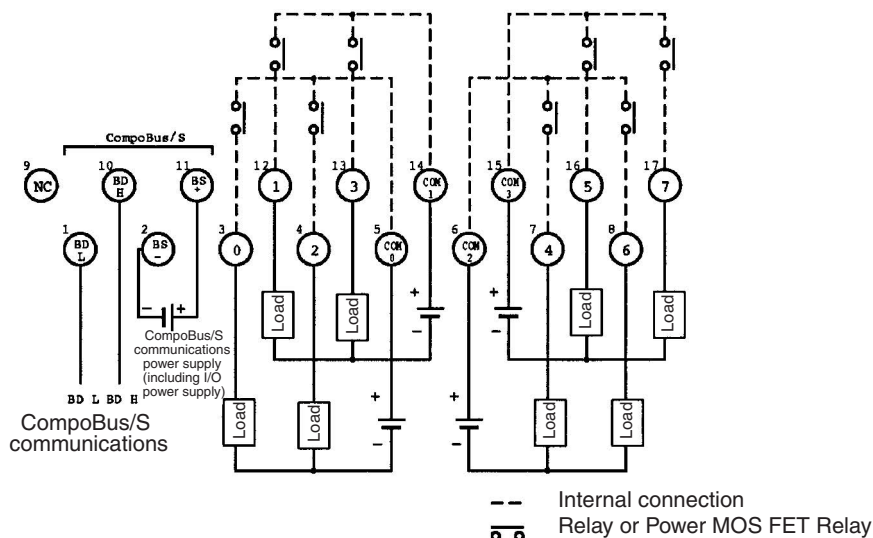 CompoBus/S
9 10 11 12 13 14 15 16 17
NC BD H BS + 1 3 COM 1 COM 3 5 7
1 2 3 4 5 6 7 8
BD L BS – 0 2 COM 0 COM 2 4 6
– +
CompoBus/S
communications
power supply
(including I/O
power supply)
Load Load + – + – Load Load
BD L BD H
CompoBus/S
communications
Load Load + – + – Load Load
Internal connection
Relay or Power MOS FET Relay